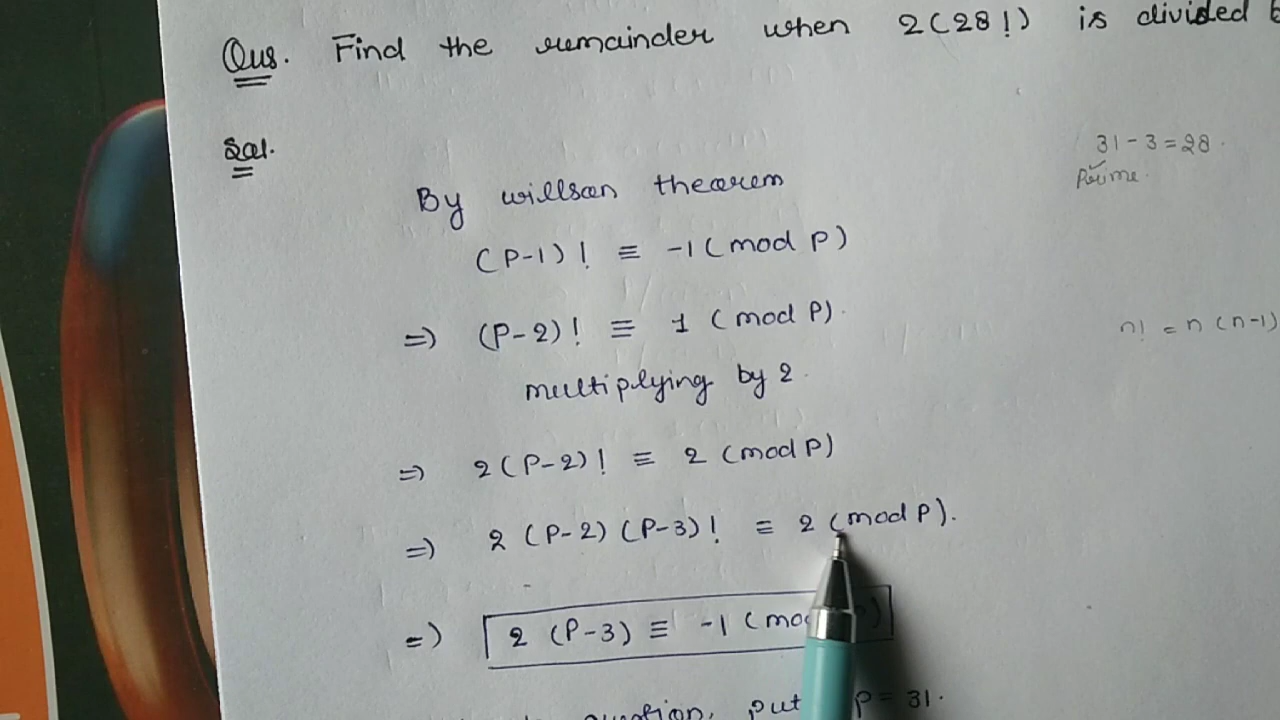 Qus. Find the remainder when 2(28!) is divided
Sol.
31-3=28.
Prime.
By willson theorem
(P-1)! ≡ -1(mod P)
=) (P-2)! ≡ 1 (mod P).
n! = n(n-1)
multiplying by 2.
=) 2(P-2)! ≡ 2 (mod P)
=) 2 (P-2) (P-3)! ≡ 2 (mod P).
=) 2 (P-3) ≡ -1 (mo
question, put P=31.